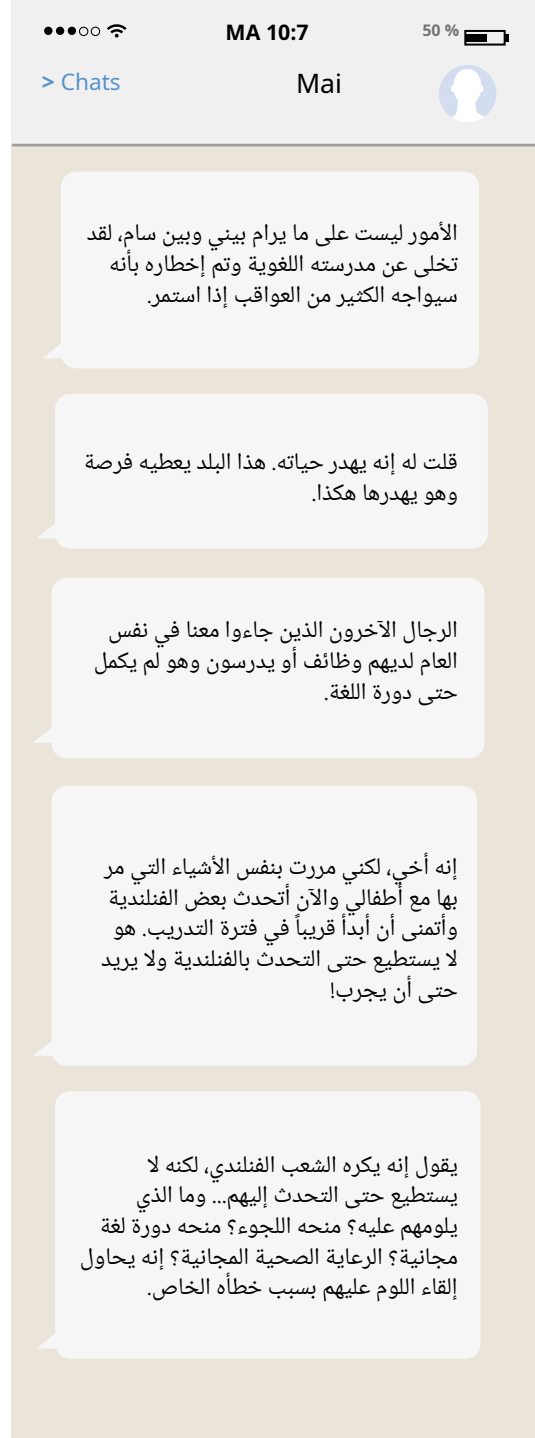 MA 10:7
50 %
> Chats
Mai
الأمور ليست على ما يرام بيني وبين سام، لقد
تخلى عن مدرسته اللغوية وتم إخطاره بأنه
سيواجه الكثير من العواقب إذا استمر.
قلت له إنه يهدر حياته. هذا البلد يعطيه فرصة
وهو يهدرها هكذا.
الرجال الآخرون الذين جاءوا معنا في نفس
العام لديهم وظائف أو يدرسون وهو لم يكمل
حتى دورة اللغة.
إنه أخي، لكني مررت بنفس الأشياء التي مر
بها مع أطفالي والآن أتحدث بعض الفنلندية
وأتمنى أن أبدأ قريباً في فترة التدريب. هو
لا يستطيع حتى التحدث بالفنلندية ولا يريد
حتى أن يجرب!
يقول إنه يكره الشعب الفنلندي، لكنه لا
يستطيع حتى التحدث إليهم... وما الذي
يلومهم عليه؟ منحه اللجوء؟ منحه دورة لغة
مجانية؟ الرعاية الصحية المجانية؟ إنه يحاول
إلقاء اللوم عليهم بسبب خطأه الخاص.